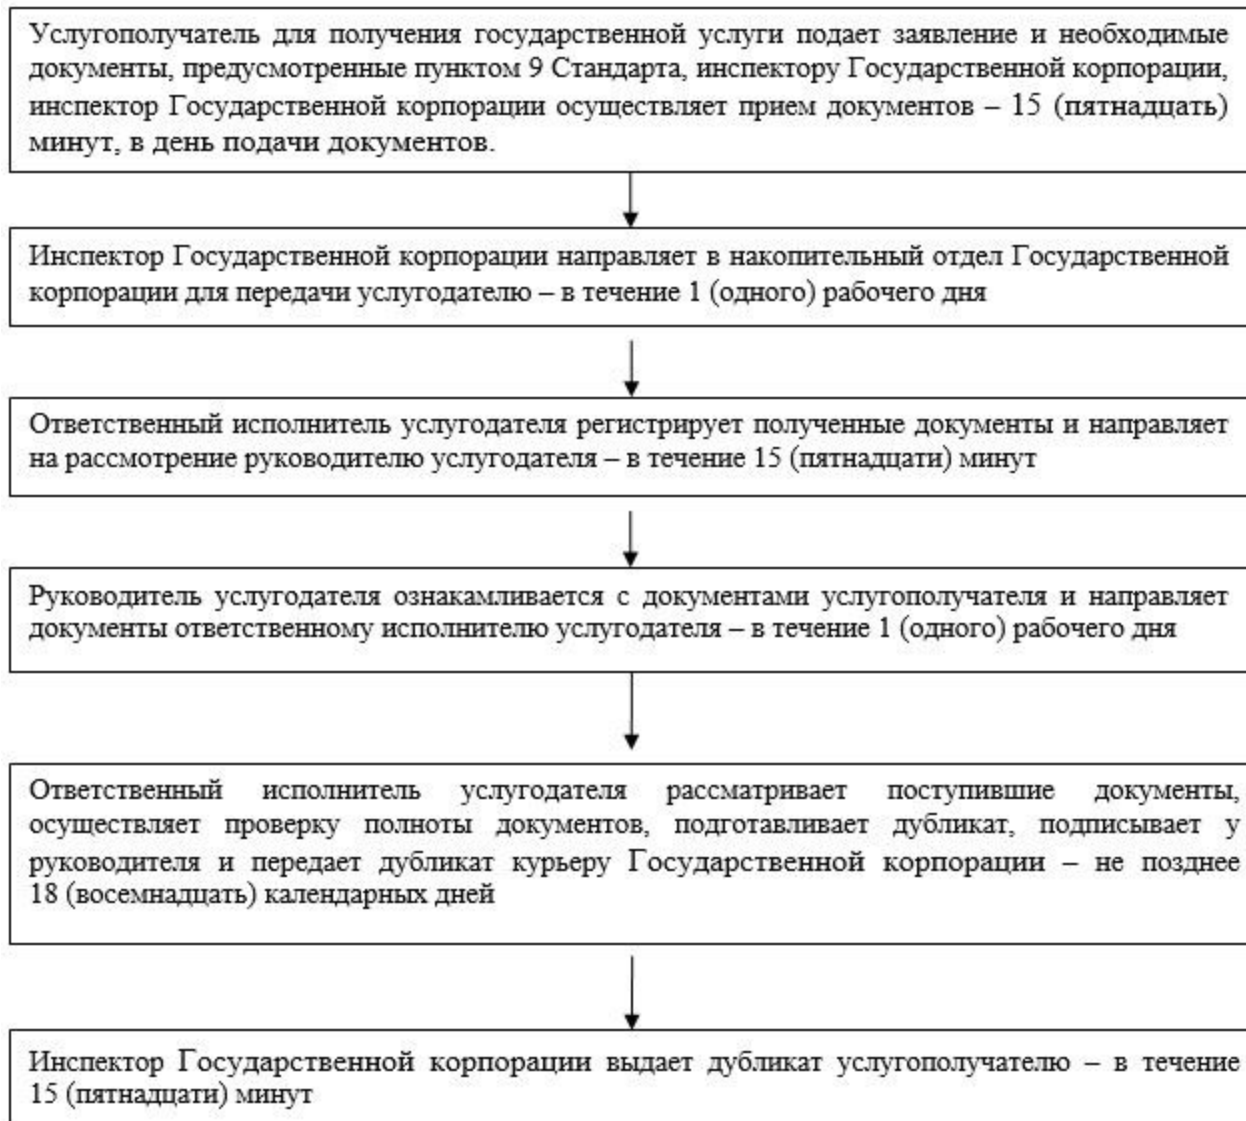 Услугополучатель для получения государственной услуги подает заявление и необходимые
документы, предусмотренные пунктом 9 Стандарта, инспектору Государственной корпорации,
инспектор Государственной корпорации осуществляет прием документов – 15 (пятнадцать)
минут, в день подачи документов.
Инспектор Государственной корпорации направляет в накопительный отдел Государственной
корпорации для передачи услугодателю – в течение 1 (одного) рабочего дня
Ответственный исполнитель услугодателя регистрирует полученные документы и направляет
на рассмотрение руководителю услугодателя – в течение 15 (пятнадцати) минут
Руководитель услугодателя ознакамливается с документами услугополучателя и направляет
документы ответственному исполнителю услугодателя – в течение 1 (одного) рабочего дня
Ответственный исполнитель услугодателя рассматривает поступившие документы,
осуществляет проверку полноты документов, подготавливает дубликат, подписывает у
руководителя и передает дубликат курьеру Государственной корпорации – не позднее
18 (восемнадцать) календарных дней
Инспектор Государственной корпорации выдает дубликат услугополучателю – в течение
15 (пятнадцати) минут